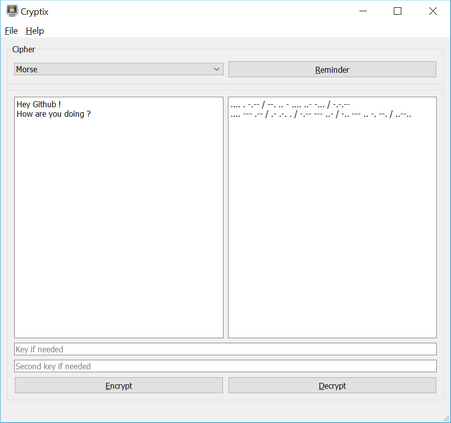 Cryptix
File Help
Cipher
Morse
Reminder
Hey Github !
How are you doing ?
.... . -.-- / --. .. - .... ..- -... / -.-.--
.... --- .-- / .- .-. . / -.-- --- ..- / -.. --- .. -. --. / ..--..
Key if needed
Second key if needed
Encrypt
Decrypt